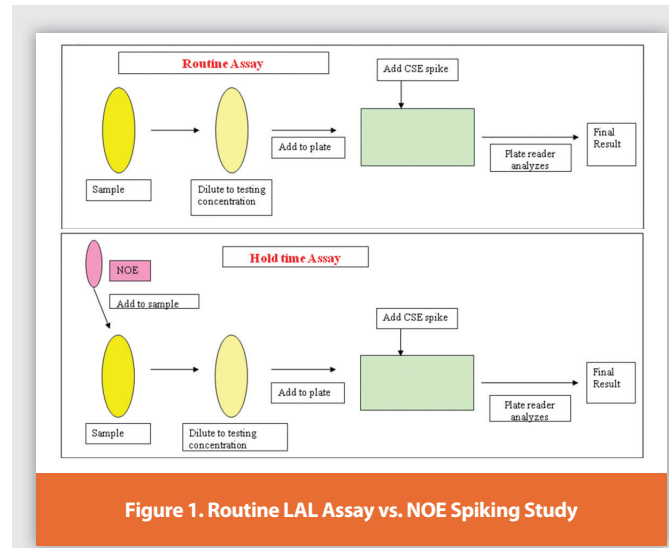 Routine Assay
Add CSE spike
Add to plate
Plate reader
analyzes
Final
Result
Sample
Dilute to testing
concentration
NOE
Hold time Assay
Add to sample
Add CSE spike
Add to plate
Plate reader
analyzes
Final
Result
Sample
Dilute to testing
concentration
Figure 1. Routine LAL Assay vs. NOE Spiking Study